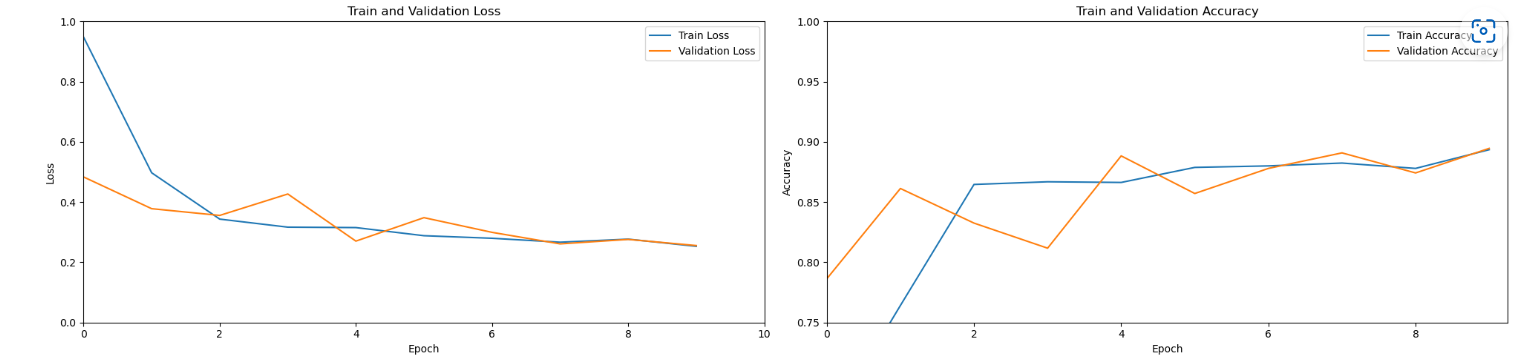 Train and Validation Loss
1.0
0.8
0.6
0.4
0.2
0.0
Loss
Train Loss
Validation Loss
0
2
4
6
8
10
Epoch
Train and Validation Accuracy
1.00
0.95
0.90
0.85
0.80
0.75
Accuracy
Train Accuracy
Validation Accuracy
0
2
4
6
8
Epoch